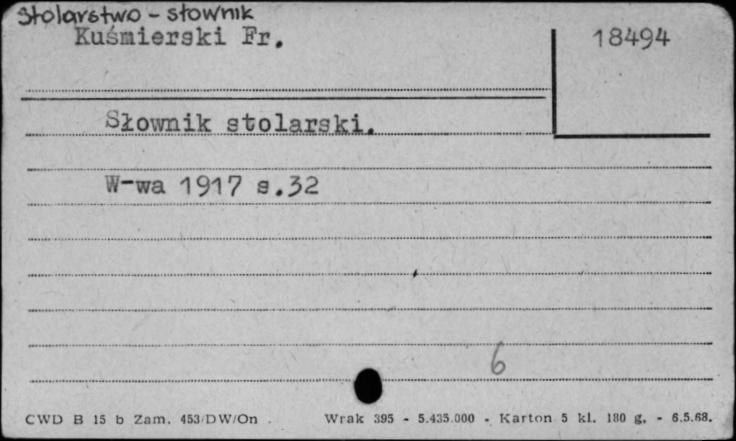 Stolarstwo - słownik
Kuśmierski Fr.
18494
Słownik stolarski.
W-wa 1917 s.32
6
CWD B 15 b Zam. 453/DW/On . Wrak 395 - 5.435.000 - Karton 5 kl. 180 g. - 6.5.68.